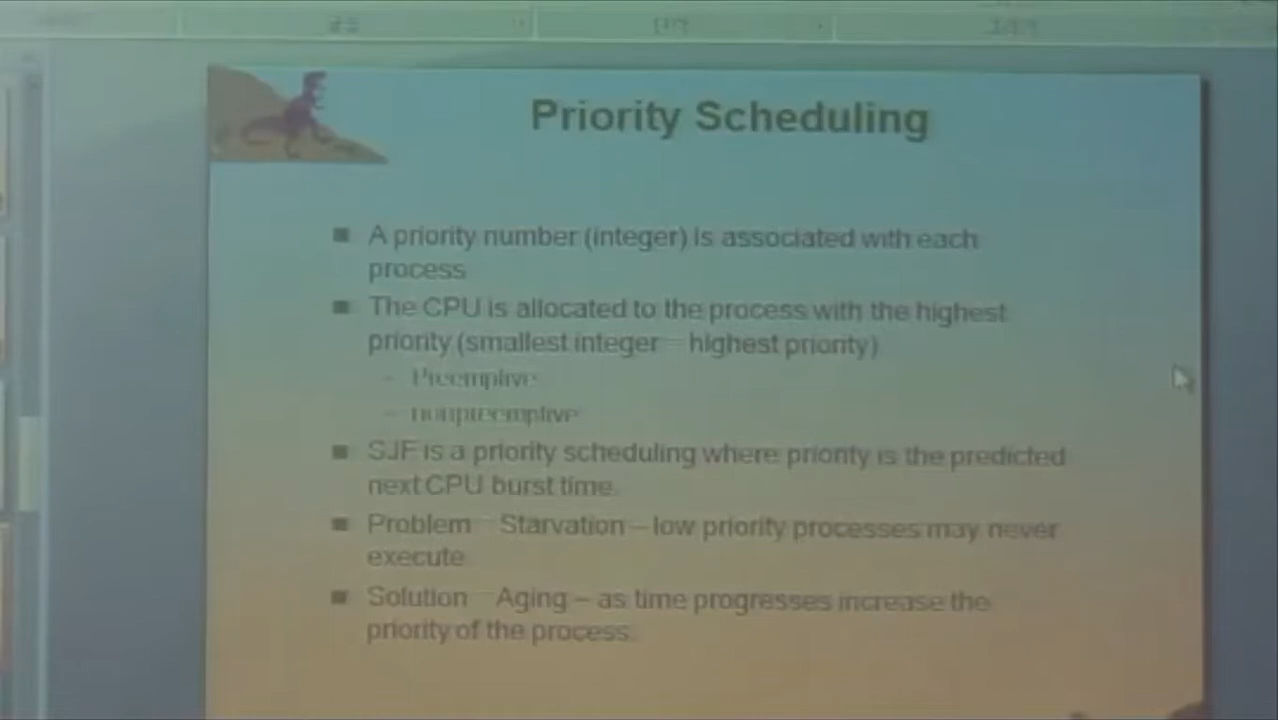 Priority Scheduling
A priority number (integer) is associated with each
process
The CPU is allocated to the process with the highest
priority (smallest integer highest priority)
– Preemptive
– nonpreemptive
SJF is a priority scheduling where priority is the predicted
next CPU burst time.
Problem Starvation – low priority processes may never
execute
Solution Aging – as time progresses increase the
priority of the process.